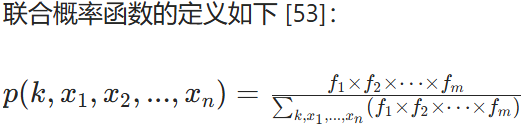 联合概率函数的定义如下 [53]：
p(k, x₁, x₂, ..., xₙ) = \frac{f₁×f₂×⋯×fₘ}{∑_{k,x₁,...,xₙ}(f₁×f₂×⋯×fₘ)}